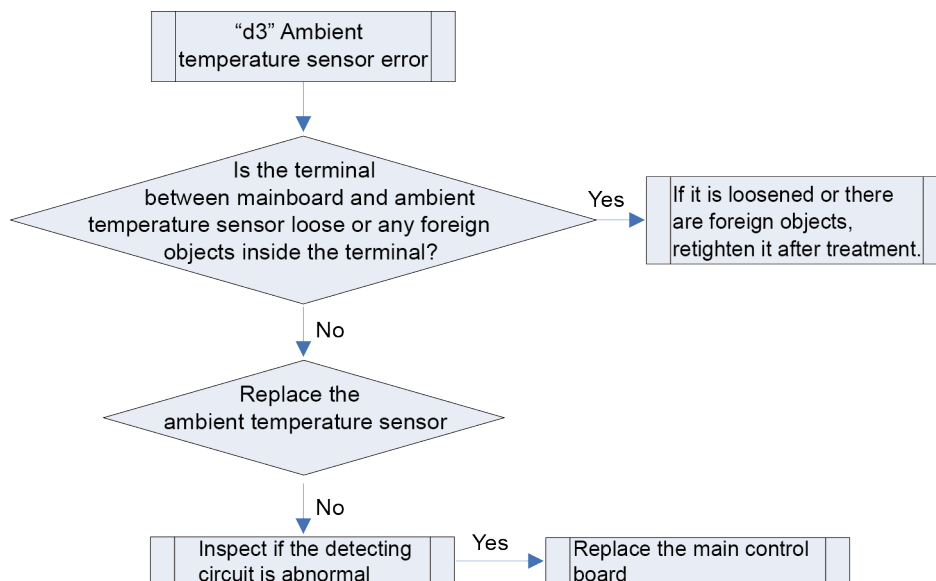 “d3” Ambient
temperature sensor error
Is the terminal
between mainboard and ambient
temperature sensor loose or any foreign
objects inside the terminal?
Yes
If it is loosened or there
are foreign objects,
retighten it after treatment.
No
Replace the
ambient temperature sensor
No
Inspect if the detecting
circuit is abnormal
Yes
Replace the main control
board